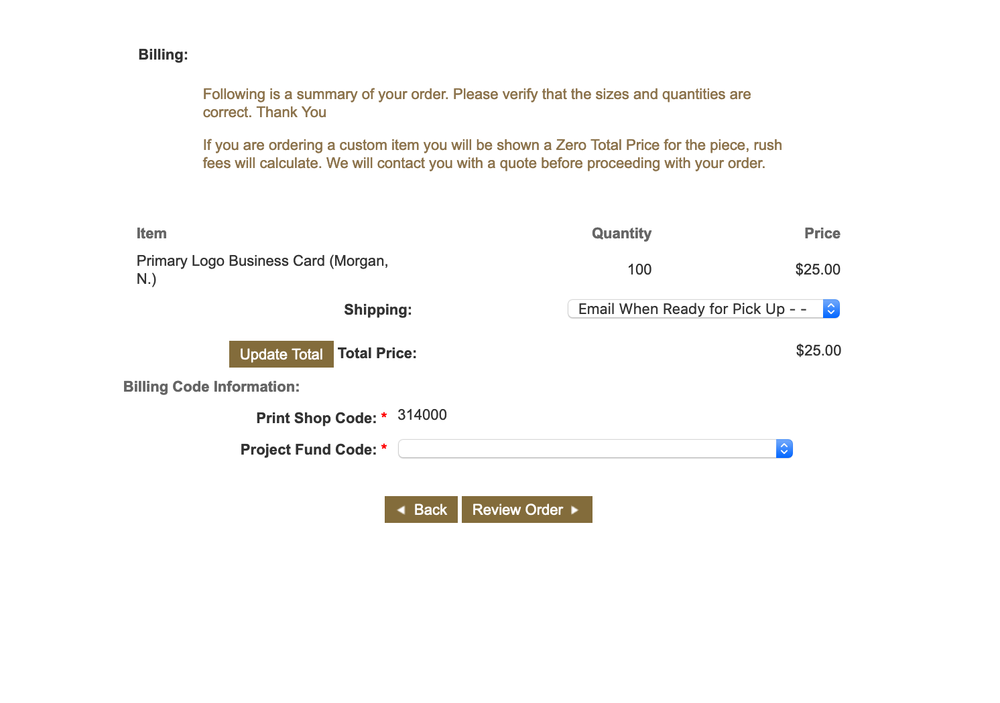 Billing:
Following is a summary of your order. Please verify that the sizes and quantities are
correct. Thank You
If you are ordering a custom item you will be shown a Zero Total Price for the piece, rush
fees will calculate. We will contact you with a quote before proceeding with your order.
Item Quantity Price
Primary Logo Business Card (Morgan,
N.) 100 $25.00
Shipping: Email When Ready for Pick Up - -
Update Total Total Price: $25.00
Billing Code Information:
Print Shop Code: * 314000
Project Fund Code: *
Back Review Order